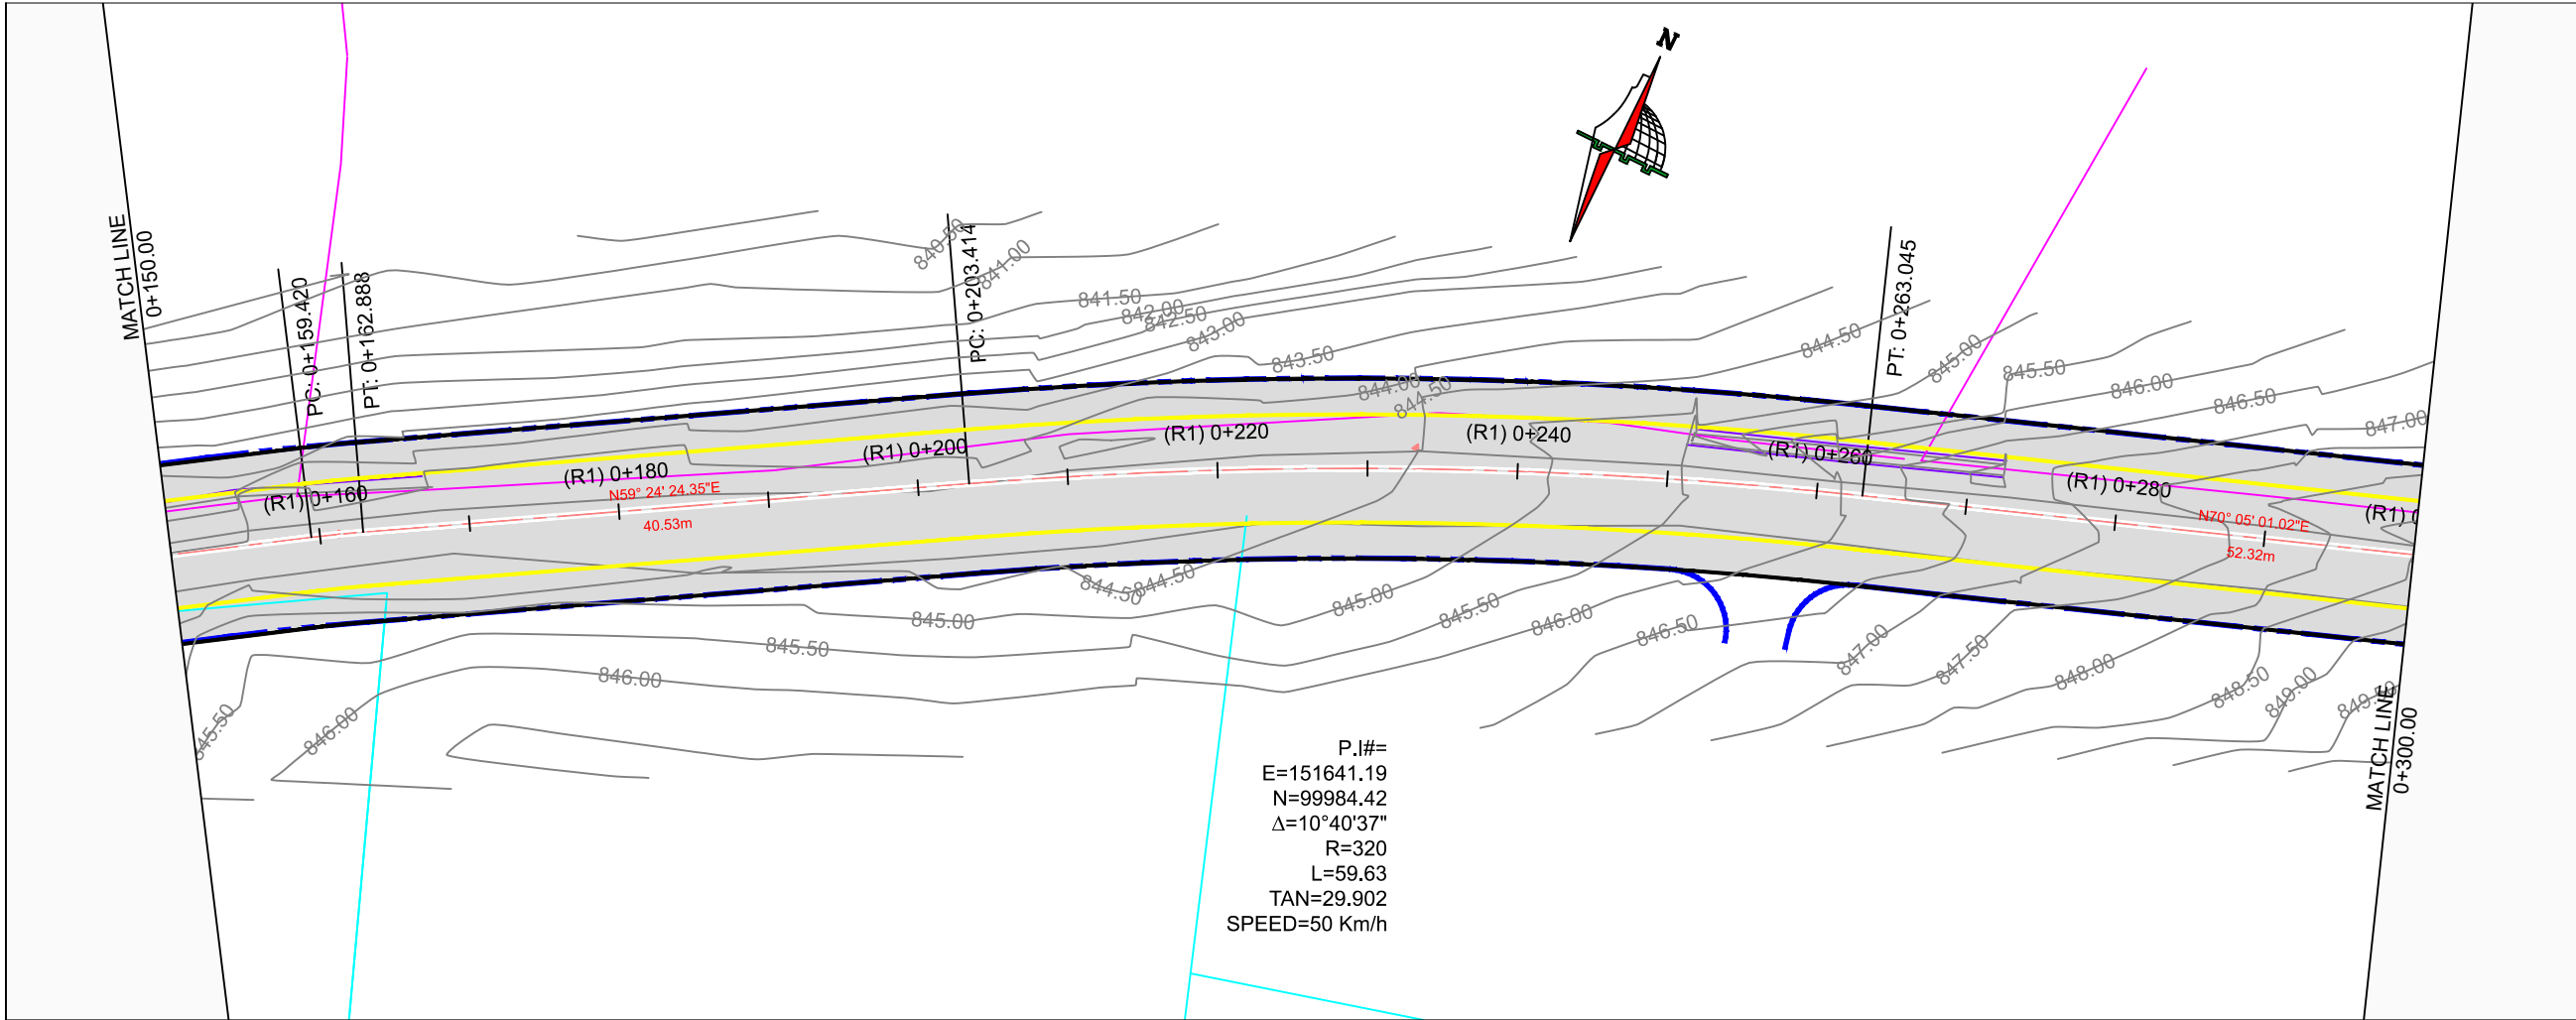 N
MATCH LINE
0+150.00
PC: 0+159.420
PT: 0+162.888
PC: 0+203.414
PT: 0+263.045
840.50
841.00
841.50
842.00
842.50
843.00
843.50
844.00
844.50
844.50
845.00
845.50
846.00
846.50
847.00
(R1) 0+160
(R1) 0+180
(R1) 0+200
(R1) 0+220
(R1) 0+240
(R1) 0+260
(R1) 0+280
(R1) 0
N59° 24' 24.35"E
40.53m
N70° 05' 01.02"E
52.32m
844.50
844.50
845.00
845.50
846.00
846.00
845.50
845.00
845.50
846.00
846.50
847.00
847.50
848.00
848.50
849.00
849.50
MATCH LINE
0+300.00
P.I#=
E=151641.19
N=99984.42
Δ=10°40'37"
R=320
L=59.63
TAN=29.902
SPEED=50 Km/h